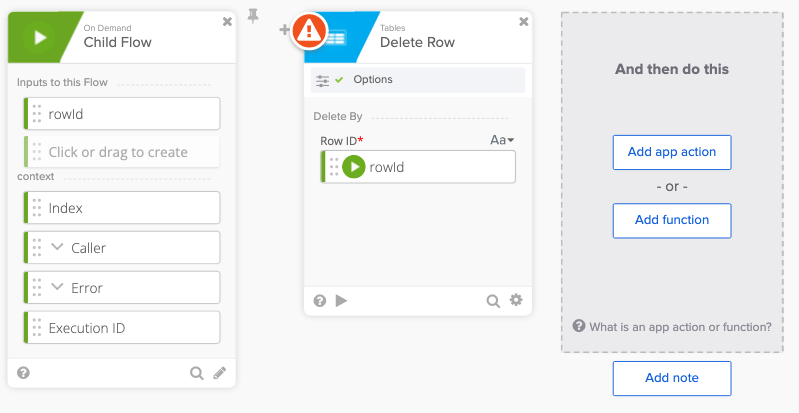 On Demand
Child Flow
Inputs to this Flow
rowId
Click or drag to create
context
Index
Caller
Error
Execution ID
Tables
Delete Row
Options
Delete By
Row ID*
Aa
rowId
And then do this
Add app action
- or -
Add function
What is an app action or function?
Add note